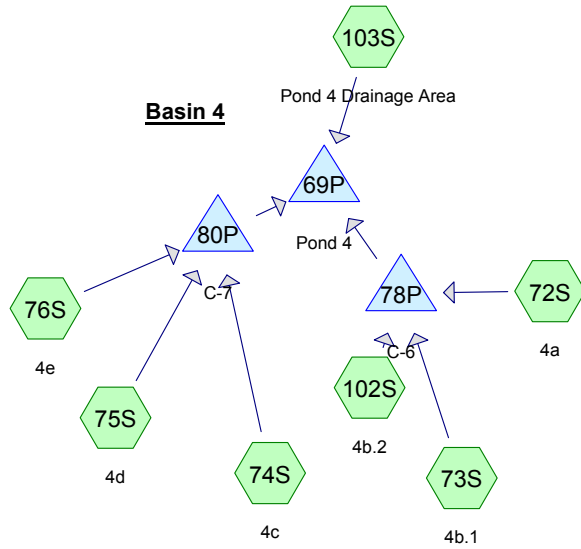 103S
Pond 4 Drainage Area
Basin 4
69P
80P
Pond 4
78P
C-7
76S
72S
4e
C-6
4a
102S
75S
4b.2
4d
74S
73S
4c
4b.1